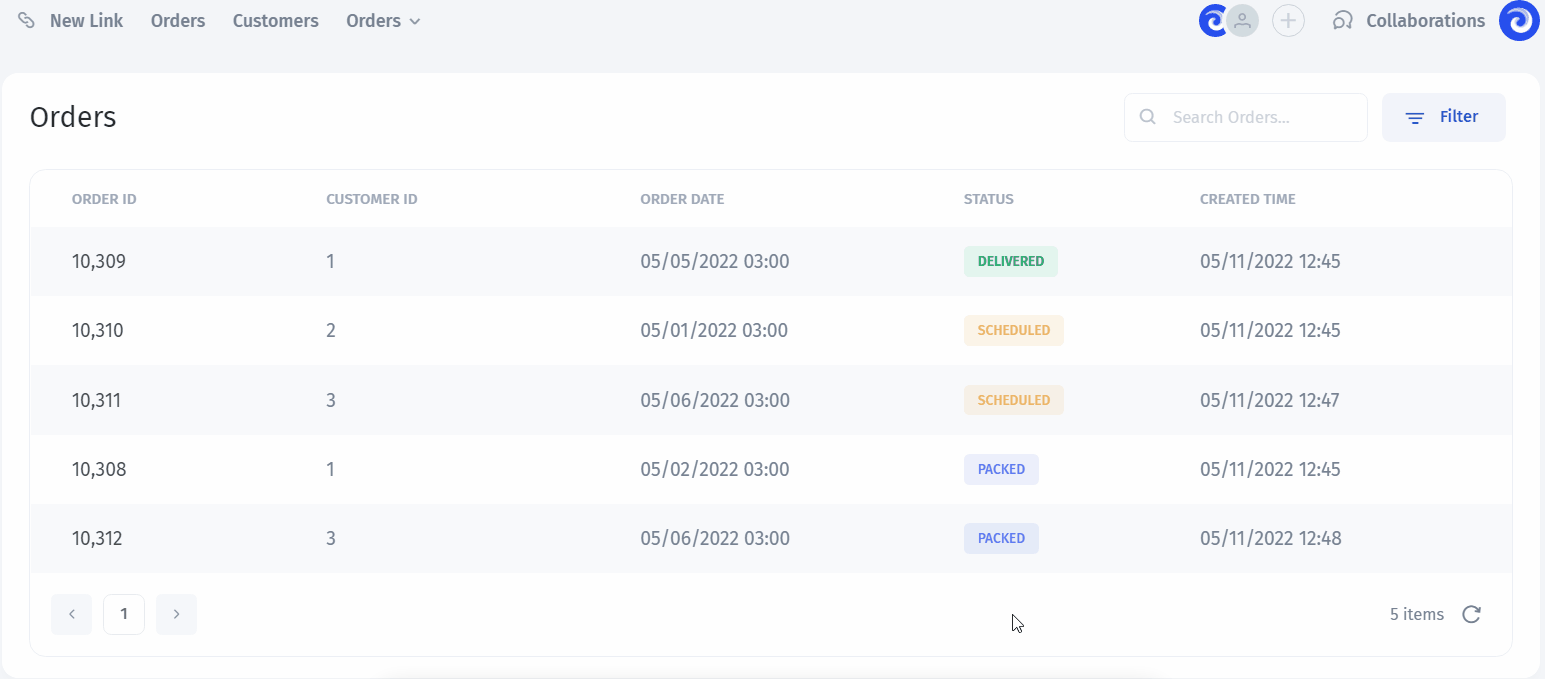 New Link Orders Customers Orders Collaborations
Orders Search Orders... Filter
ORDER ID CUSTOMER ID ORDER DATE STATUS CREATED TIME
10,309 1 05/05/2022 03:00 DELIVERED 05/11/2022 12:45
10,310 2 05/01/2022 03:00 SCHEDULED 05/11/2022 12:45
10,311 3 05/06/2022 03:00 SCHEDULED 05/11/2022 12:47
10,308 1 05/02/2022 03:00 PACKED 05/11/2022 12:45
10,312 3 05/06/2022 03:00 PACKED 05/11/2022 12:48
1 5 items